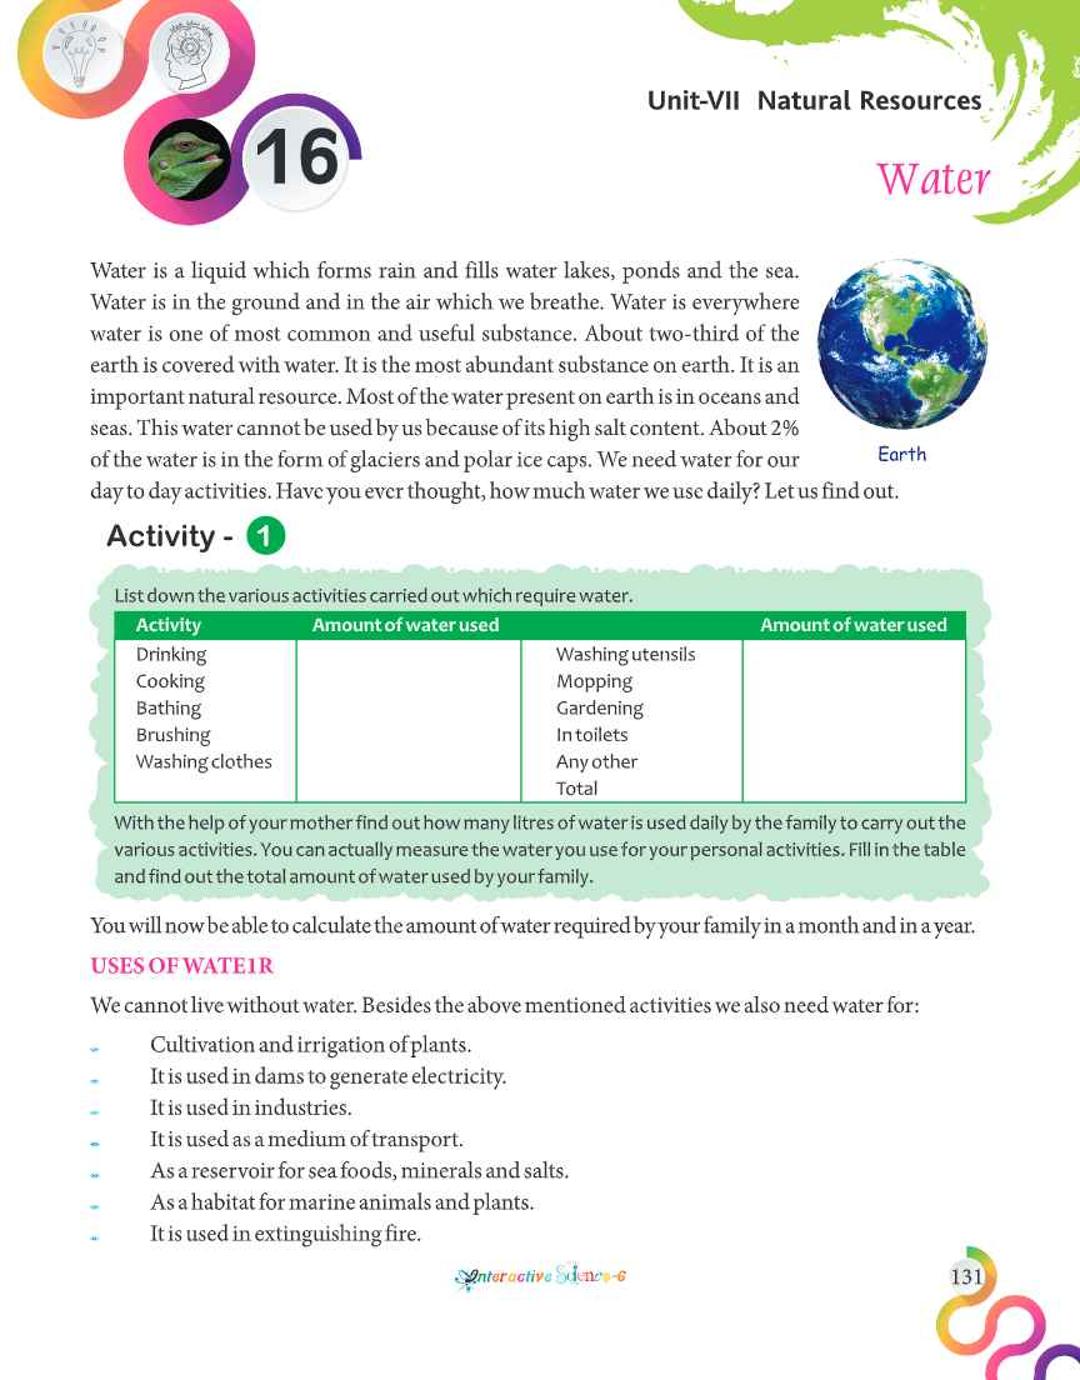 16
Unit-VII Natural Resources
Water
Water is a liquid which forms rain and fills water lakes, ponds and the sea.
Water is in the ground and in the air which we breathe. Water is everywhere
water is one of most common and useful substance. About two-third of the
earth is covered with water. It is the most abundant substance on earth. It is an
important natural resource. Most of the water present on earth is in oceans and
seas. This water cannot be used by us because of its high salt content. About 2%
of the water is in the form of glaciers and polar ice caps. We need water for our
day to day activities. Have you ever thought, how much water we use daily? Let us find out.
Earth
Activity - 1
List down the various activities carried out which require water.
Activity Amount of water used Amount of water used
Drinking Washing utensils
Cooking Mopping
Bathing Gardening
Brushing In toilets
Washing clothes Any other
Total
With the help of your mother find out how many litres of water is used daily by the family to carry out the
various activities. You can actually measure the water you use for your personal activities. Fill in the table
and find out the total amount of water used by your family.
You will now be able to calculate the amount of water required by your family in a month and in a year.
USES OF WATE1R
We cannot live without water. Besides the above mentioned activities we also need water for:
Cultivation and irrigation of plants.
It is used in dams to generate electricity.
It is used in industries.
It is used as a medium of transport.
As a reservoir for sea foods, minerals and salts.
As a habitat for marine animals and plants.
It is used in extinguishing fire.
Interactive Science-6
131